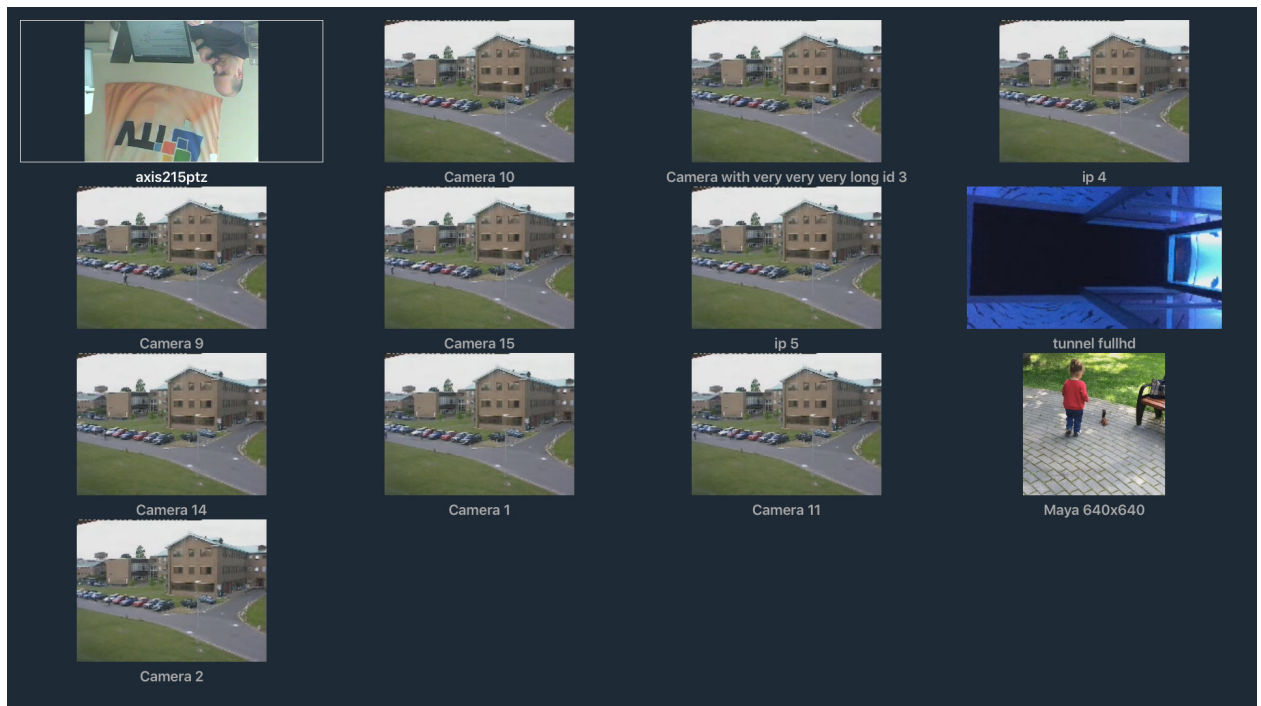 axis215ptz
Camera 10
Camera with very very very long id 3
ip 4
Camera 9
Camera 15
ip 5
tunnel fullhd
Camera 14
Camera 1
Camera 11
Maya 640x640
Camera 2